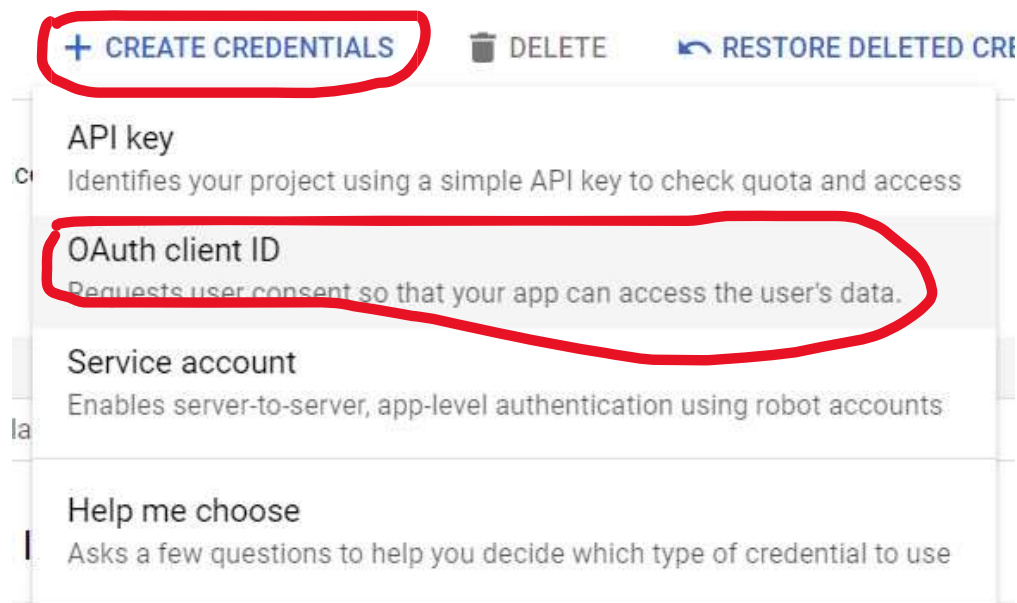 + CREATE CREDENTIALS DELETE RESTORE DELETED CRE
API key
Identifies your project using a simple API key to check quota and access
OAuth client ID
Requests user consent so that your app can access the user's data.
Service account
Enables server-to-server, app-level authentication using robot accounts
la
Help me choose
Asks a few questions to help you decide which type of credential to use